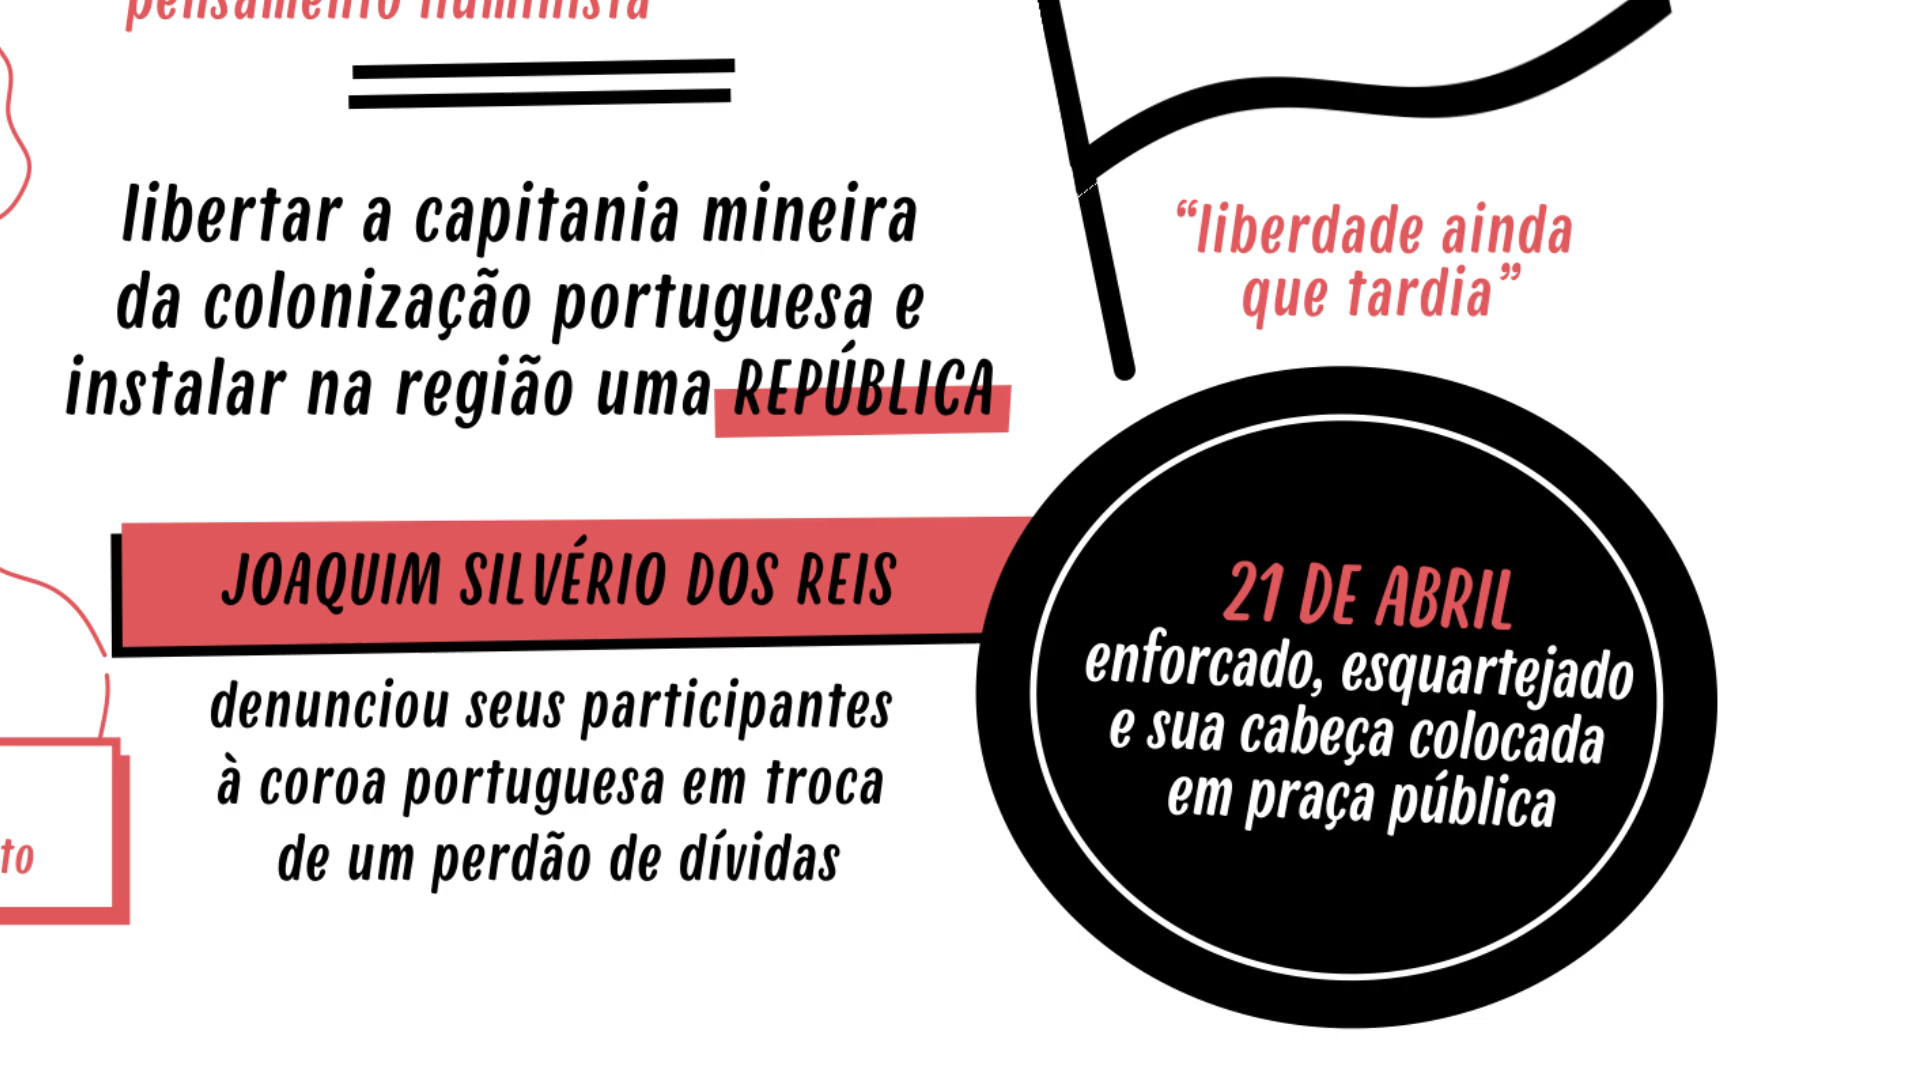 pensamento iluminista
libertar a capitania mineira
da colonização portuguesa e
instalar na região uma REPÚBLICA
"liberdade ainda
que tardia"
JOAQUIM SILVÉRIO DOS REIS
denunciou seus participantes
à coroa portuguesa em troca
de um perdão de dívidas
21 DE ABRIL
enforcado, esquartejado
e sua cabeça colocada
em praça pública